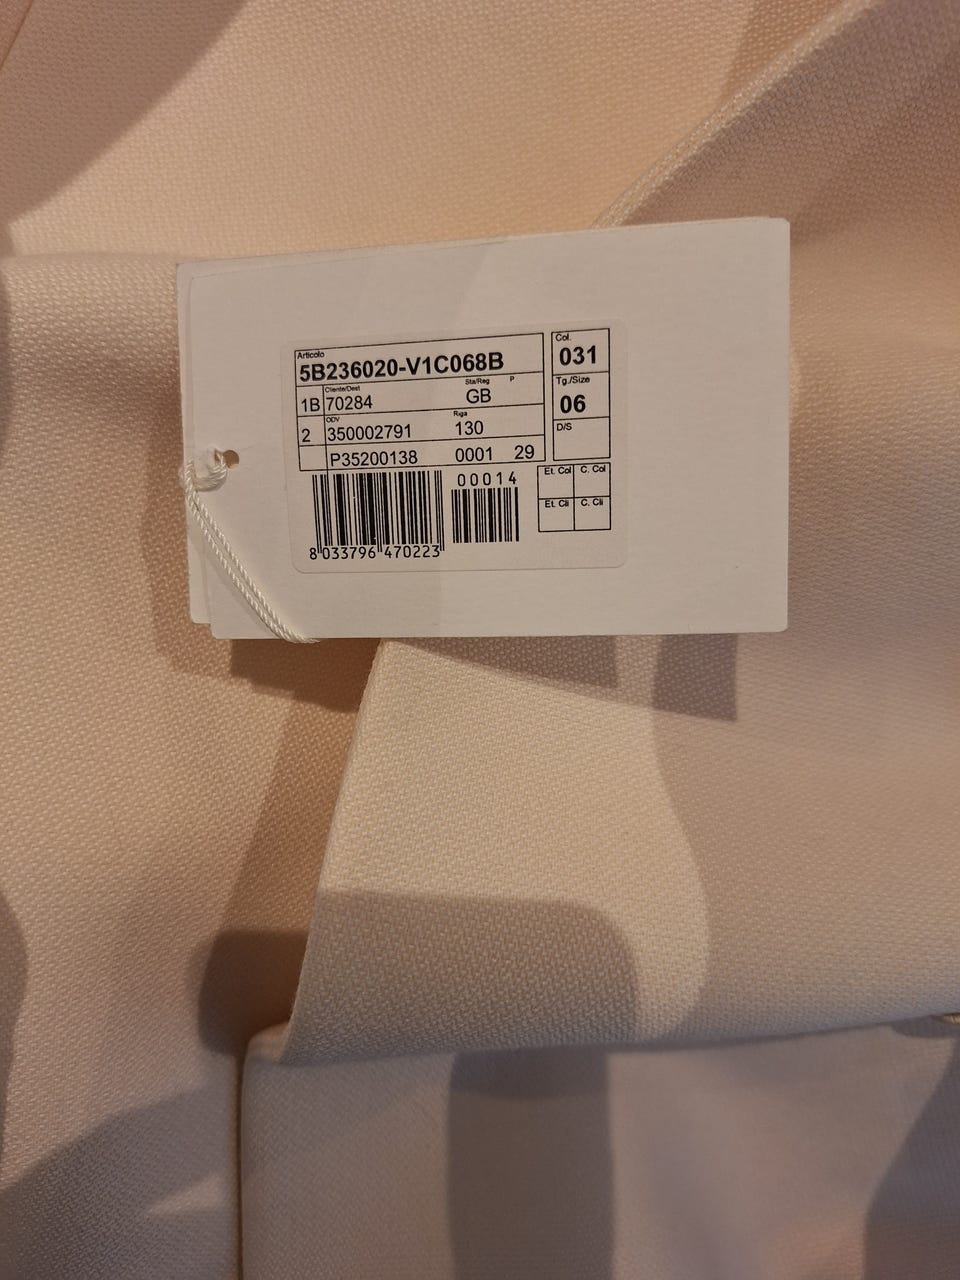 Articolo
5B236020-V1C068B
Cliente/Dest Sta/Reg P
1B 70284 GB
ODV Riga
2 350002791 130
P35200138 0001 29
00014
8 033796 470223
Col.
031
Tg./Size
06
D/S
Et. Col C. Col
Et. Cli C. Cli